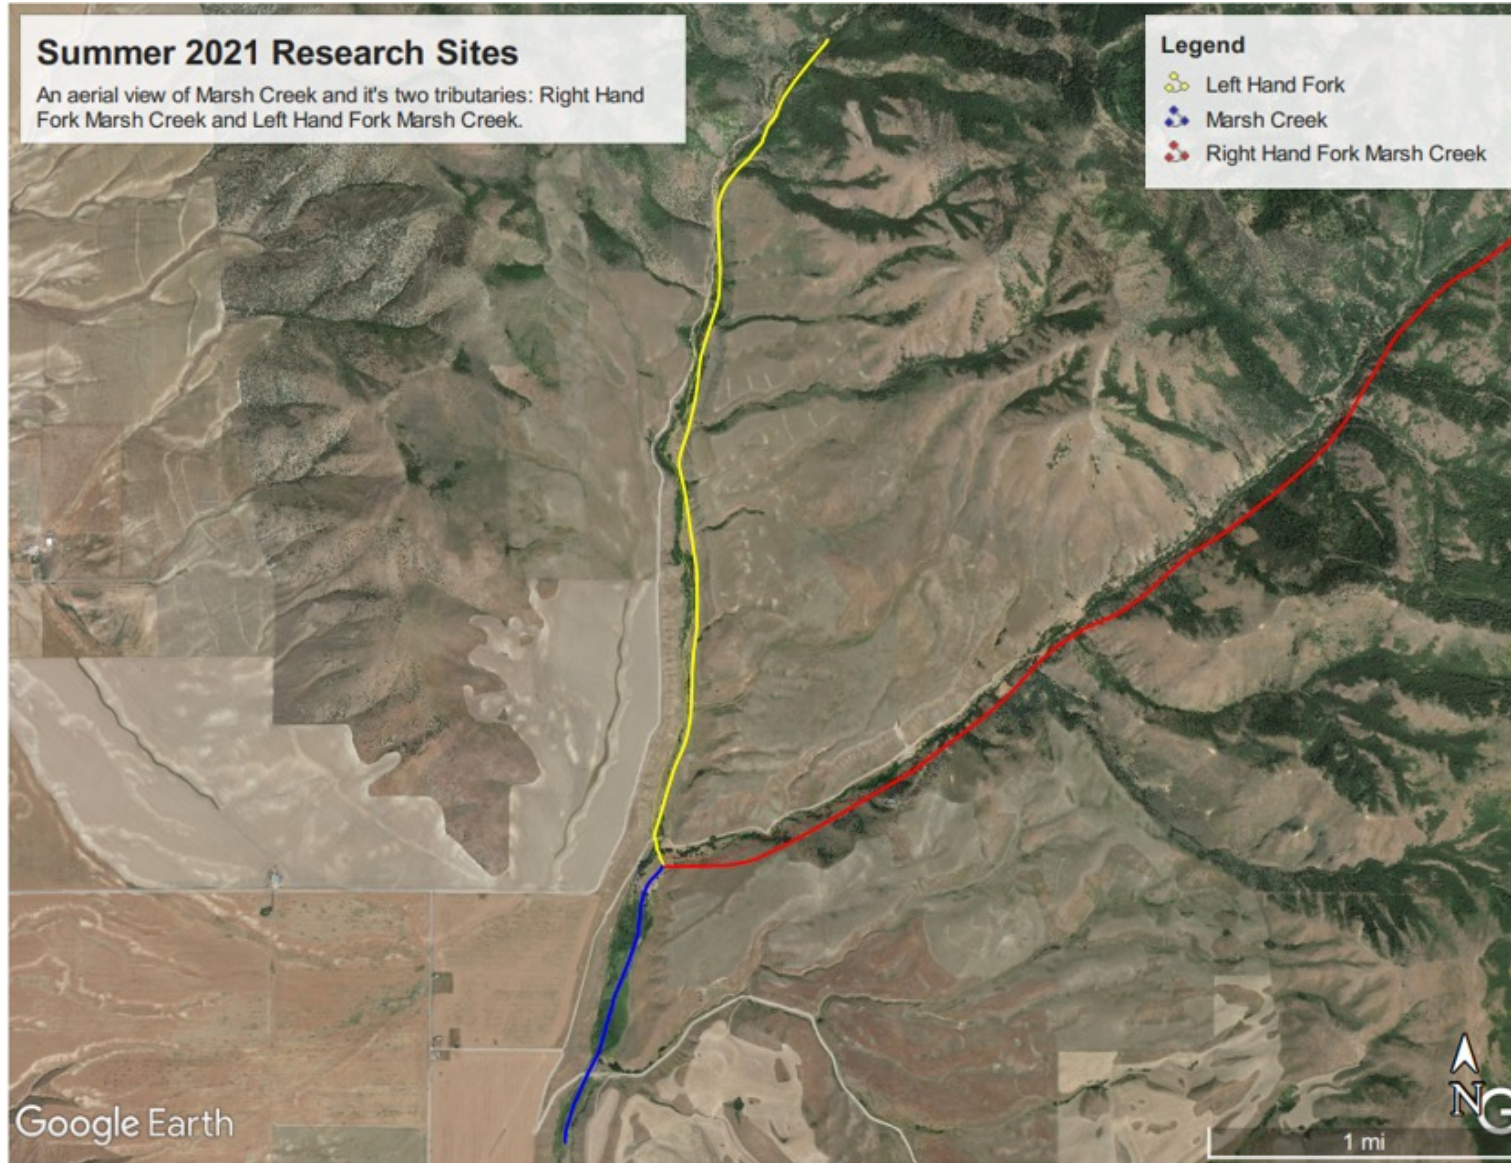 Summer 2021 Research Sites
An aerial view of Marsh Creek and it's two tributaries: Right Hand
Fork Marsh Creek and Left Hand Fork Marsh Creek.
Legend
Left Hand Fork
Marsh Creek
Right Hand Fork Marsh Creek
Google Earth
N
1 mi